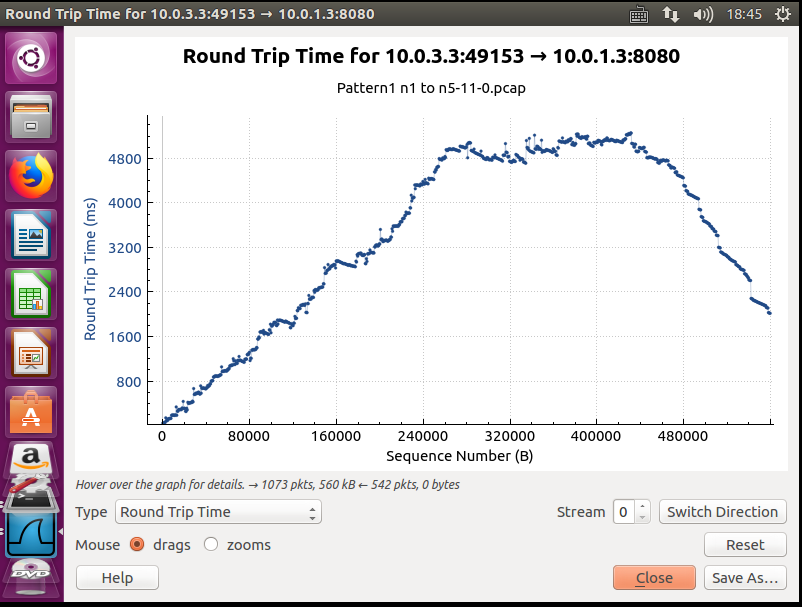 Round Trip Time for 10.0.3.3:49153 → 10.0.1.3:8080
18:45
Round Trip Time for 10.0.3.3:49153 → 10.0.1.3:8080
Pattern1 n1 to n5-11-0.pcap
Round Trip Time (ms)
4800
4000
3200
2400
1600
800
0 80000 160000 240000 320000 400000 480000
Sequence Number (B)
Hover over the graph for details. → 1073 pkts, 560 kB ← 542 pkts, 0 bytes
Type Round Trip Time Stream 0 Switch Direction
Mouse drags zooms Reset
Help Close Save As...
A
a
DVD